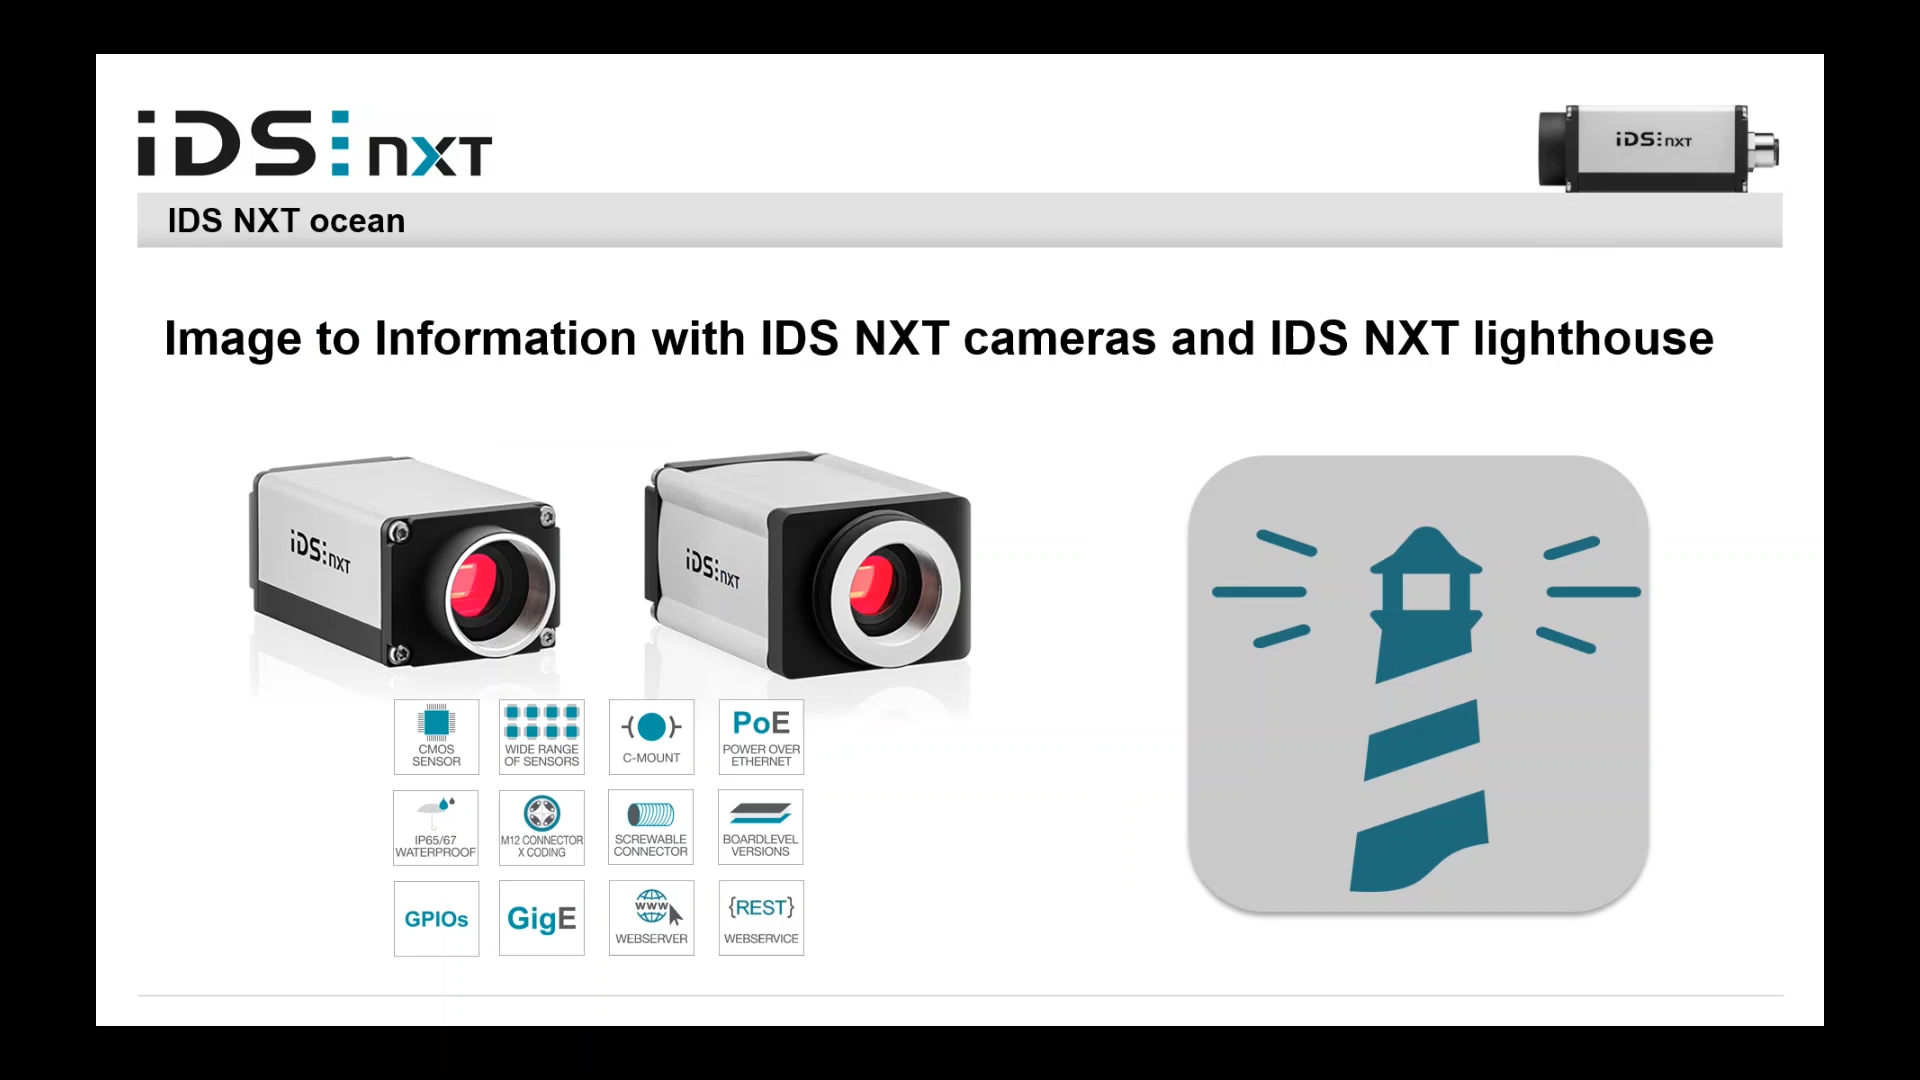 iDS nxt
iDS nxt
IDS NXT ocean
Image to Information with IDS NXT cameras and IDS NXT lighthouse
iDS nxt
iDS nxt
CMOS
SENSOR
WIDE RANGE
OF SENSORS
C-MOUNT
PoE
POWER OVER
ETHERNET
IP65/67
WATERPROOF
M12 CONNECTOR
X CODING
SCREWABLE
CONNECTOR
BOARDLEVEL
VERSIONS
GPIOs
GigE
www
WEBSERVER
{REST}
WEBSERVICE